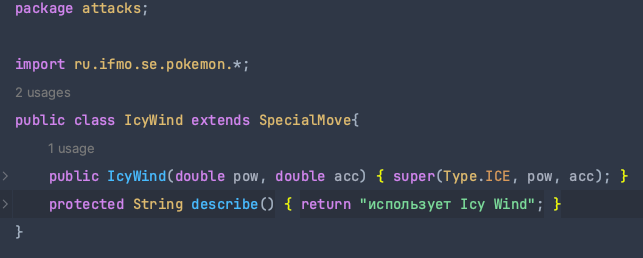 package attacks;
import ru.ifmo.se.pokemon.*;
2 usages
public class IcyWind extends SpecialMove{
1 usage
public IcyWind(double pow, double acc) { super(Type.ICE, pow, acc); }
protected String describe() { return "использует Icy Wind"; }
}